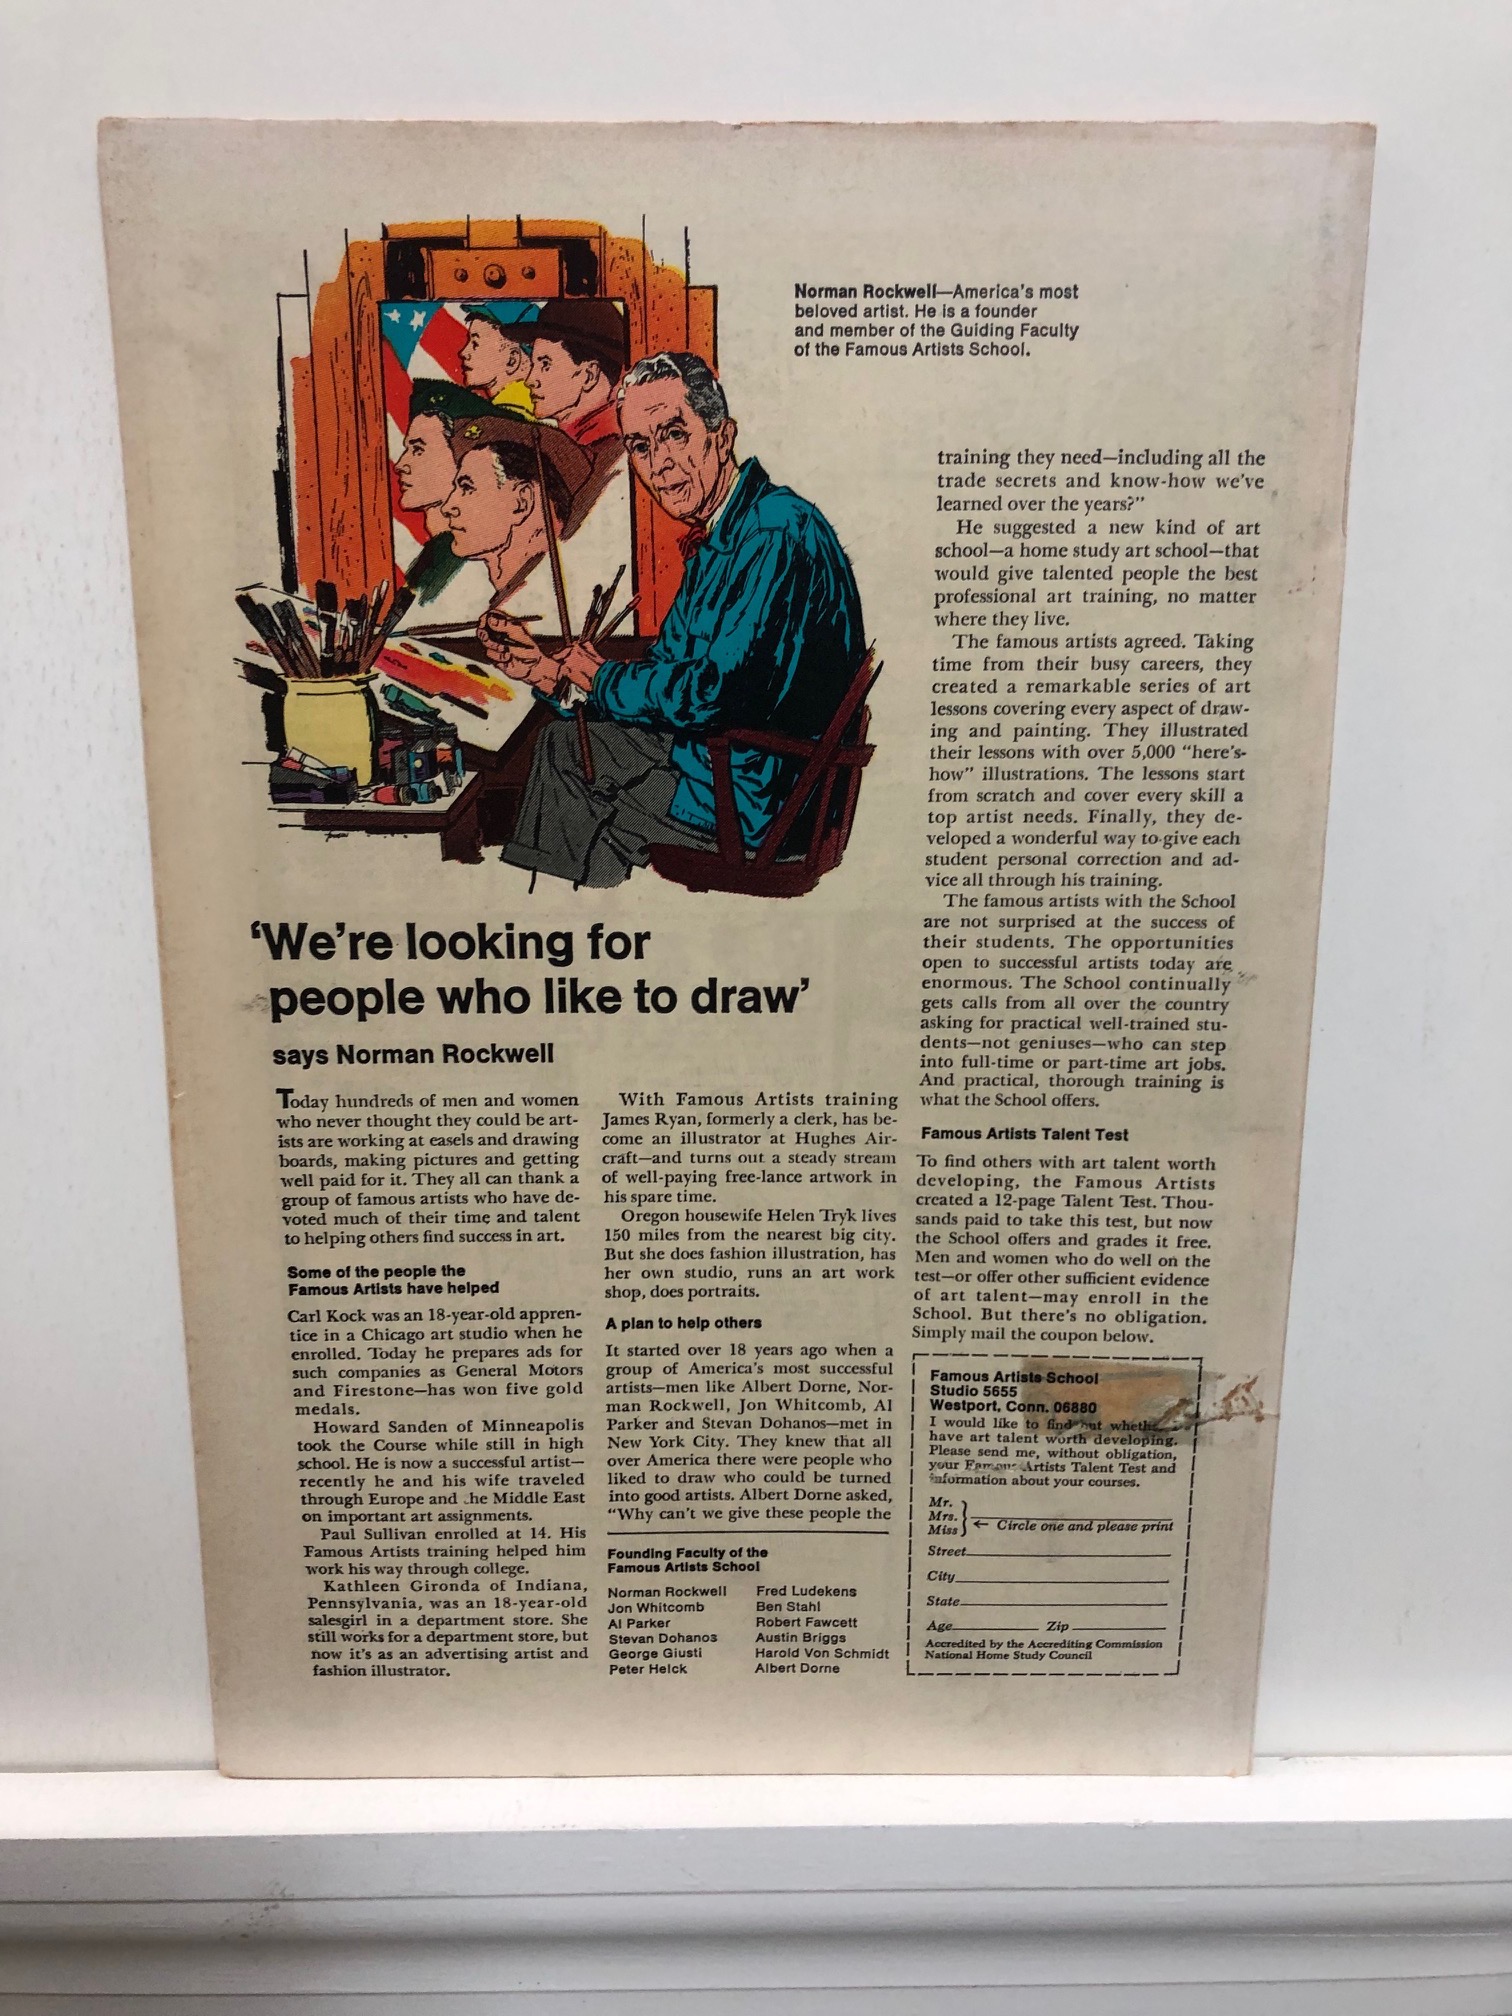 Norman Rockwell—America's most
beloved artist. He is a founder
and member of the Guiding Faculty
of the Famous Artists School.
'We're looking for
people who like to draw'
says Norman Rockwell
Today hundreds of men and women
who never thought they could be art-
ists are working at easels and drawing
boards, making pictures and getting
well paid for it. They all can thank a
group of famous artists who have de-
voted much of their time and talent
to helping others find success in art.
Some of the people the
Famous Artists have helped
Carl Kock was an 18-year-old appren-
tice in a Chicago art studio when he
enrolled. Today he prepares ads for
such companies as General Motors
and Firestone—has won five gold
medals.
Howard Sanden of Minneapolis
took the Course while still in high
school. He is now a successful artist—
recently he and his wife traveled
through Europe and the Middle East
on important art assignments.
Paul Sullivan enrolled at 14. His
Famous Artists training helped him
work his way through college.
Kathleen Gironda of Indiana,
Pennsylvania, was an 18-year-old
salesgirl in a department store. She
still works for a department store, but
now it's as an advertising artist and
fashion illustrator.
With Famous Artists training
James Ryan, formerly a clerk, has be-
come an illustrator at Hughes Air-
craft—and turns out a steady stream
of well-paying free-lance artwork in
his spare time.
Oregon housewife Helen Tryk lives
150 miles from the nearest big city.
But she does fashion illustration, has
her own studio, runs an art work
shop, does portraits.
A plan to help others
It started over 18 years ago when a
group of America's most successful
artists—men like Albert Dorne, Nor-
man Rockwell, Jon Whitcomb, Al
Parker and Stevan Dohanos—met in
New York City. They knew that all
over America there were people who
liked to draw who could be turned
into good artists. Albert Dorne asked,
"Why can't we give these people the
training they need—including all the
trade secrets and know-how we've
learned over the years?"
He suggested a new kind of art
school—a home study art school—that
would give talented people the best
professional art training, no matter
where they live.
The famous artists agreed. Taking
time from their busy careers, they
created a remarkable series of art
lessons covering every aspect of draw-
ing and painting. They illustrated
their lessons with over 5,000 "here's-
how" illustrations. The lessons start
from scratch and cover every skill a
top artist needs. Finally, they de-
veloped a wonderful way to give each
student personal correction and ad-
vice all through his training.
The famous artists with the School
are not surprised at the success of
their students. The opportunities
open to successful artists today are
enormous. The School continually
gets calls from all over the country
asking for practical well-trained stu-
dents—not geniuses—who can step
into full-time or part-time art jobs.
And practical, thorough training is
what the School offers.
Famous Artists Talent Test
To find others with art talent worth
developing, the Famous Artists
created a 12-page Talent Test. Thou-
sands paid to take this test, but now
the School offers and grades it free.
Men and women who do well on the
test—or offer other sufficient evidence
of art talent—may enroll in the
School. But there's no obligation.
Simply mail the coupon below.
Founding Faculty of the
Famous Artists School
Norman Rockwell
Jon Whitcomb
Al Parker
Stevan Dohanos
George Giusti
Peter Helck
Fred Ludekens
Ben Stahl
Robert Fawcett
Austin Briggs
Harold Von Schmidt
Albert Dorne
Famous Artists School
Studio 5655
Westport, Conn. 06880
I would like to find out
have art talent worth developing.
Please send me, without obligation,
your Famous Artists Talent Test and
information about your courses.
Mr.
Mrs.
Miss ← Circle one and please print
Street
City
State
Age Zip
Accredited by the Accrediting Commission
National Home Study Council